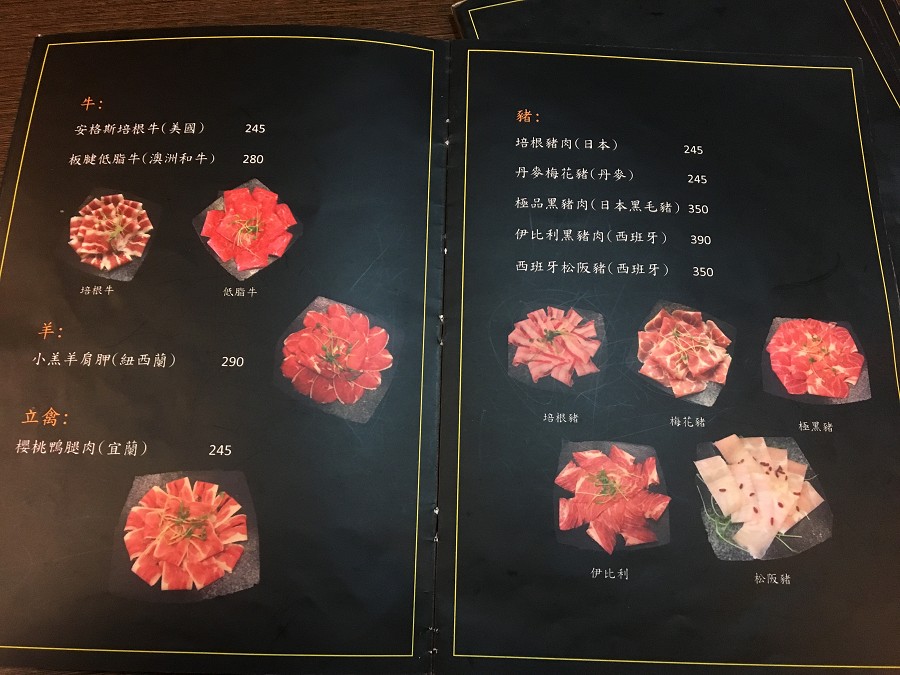 牛:
安格斯培根牛(美國) 245
板腱低脂牛(澳洲和牛) 280
培根牛 低脂牛
羊:
小羔羊肩胛(紐西蘭) 290
立禽:
櫻桃鴨腿肉(宜蘭) 245
豬:
培根豬肉(日本) 245
丹麥梅花豬(丹麥) 245
極品黑豬肉(日本黑毛豬) 350
伊比利黑豬肉(西班牙) 390
西班牙松阪豬(西班牙) 350
培根豬 梅花豬 極黑豬
伊比利 松阪豬